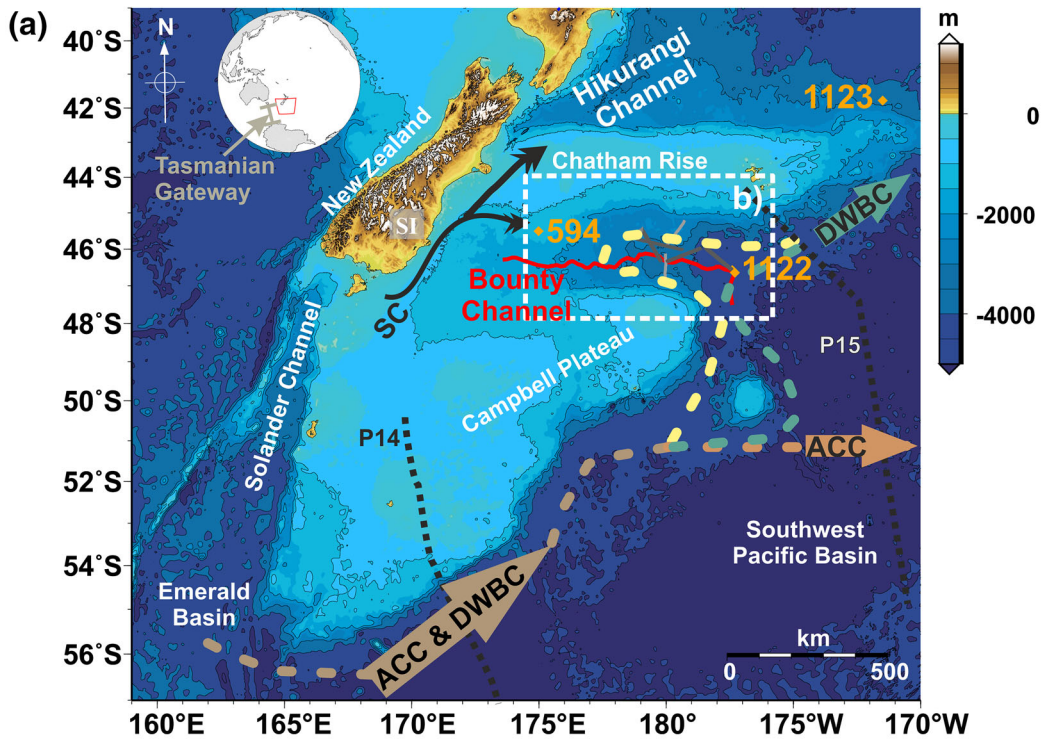 (a)
m
40°S
N
Hikurangi
Channel
1123
42°S
0
Tasmanian
Gateway
New Zealand
Chatham Rise
44°S
b)
DWBC
-2000
SI
594
46°S
1122
Bounty
Channel
SC
48°S
-4000
Solander Channel
Campbell Plateau
P15
50°S
P14
ACC
52°S
Southwest
Pacific Basin
54°S
Emerald
Basin
ACC & DWBC
km
56°S
0 500
160°E 165°E 170°E 175°E 180° 175°W 170°W